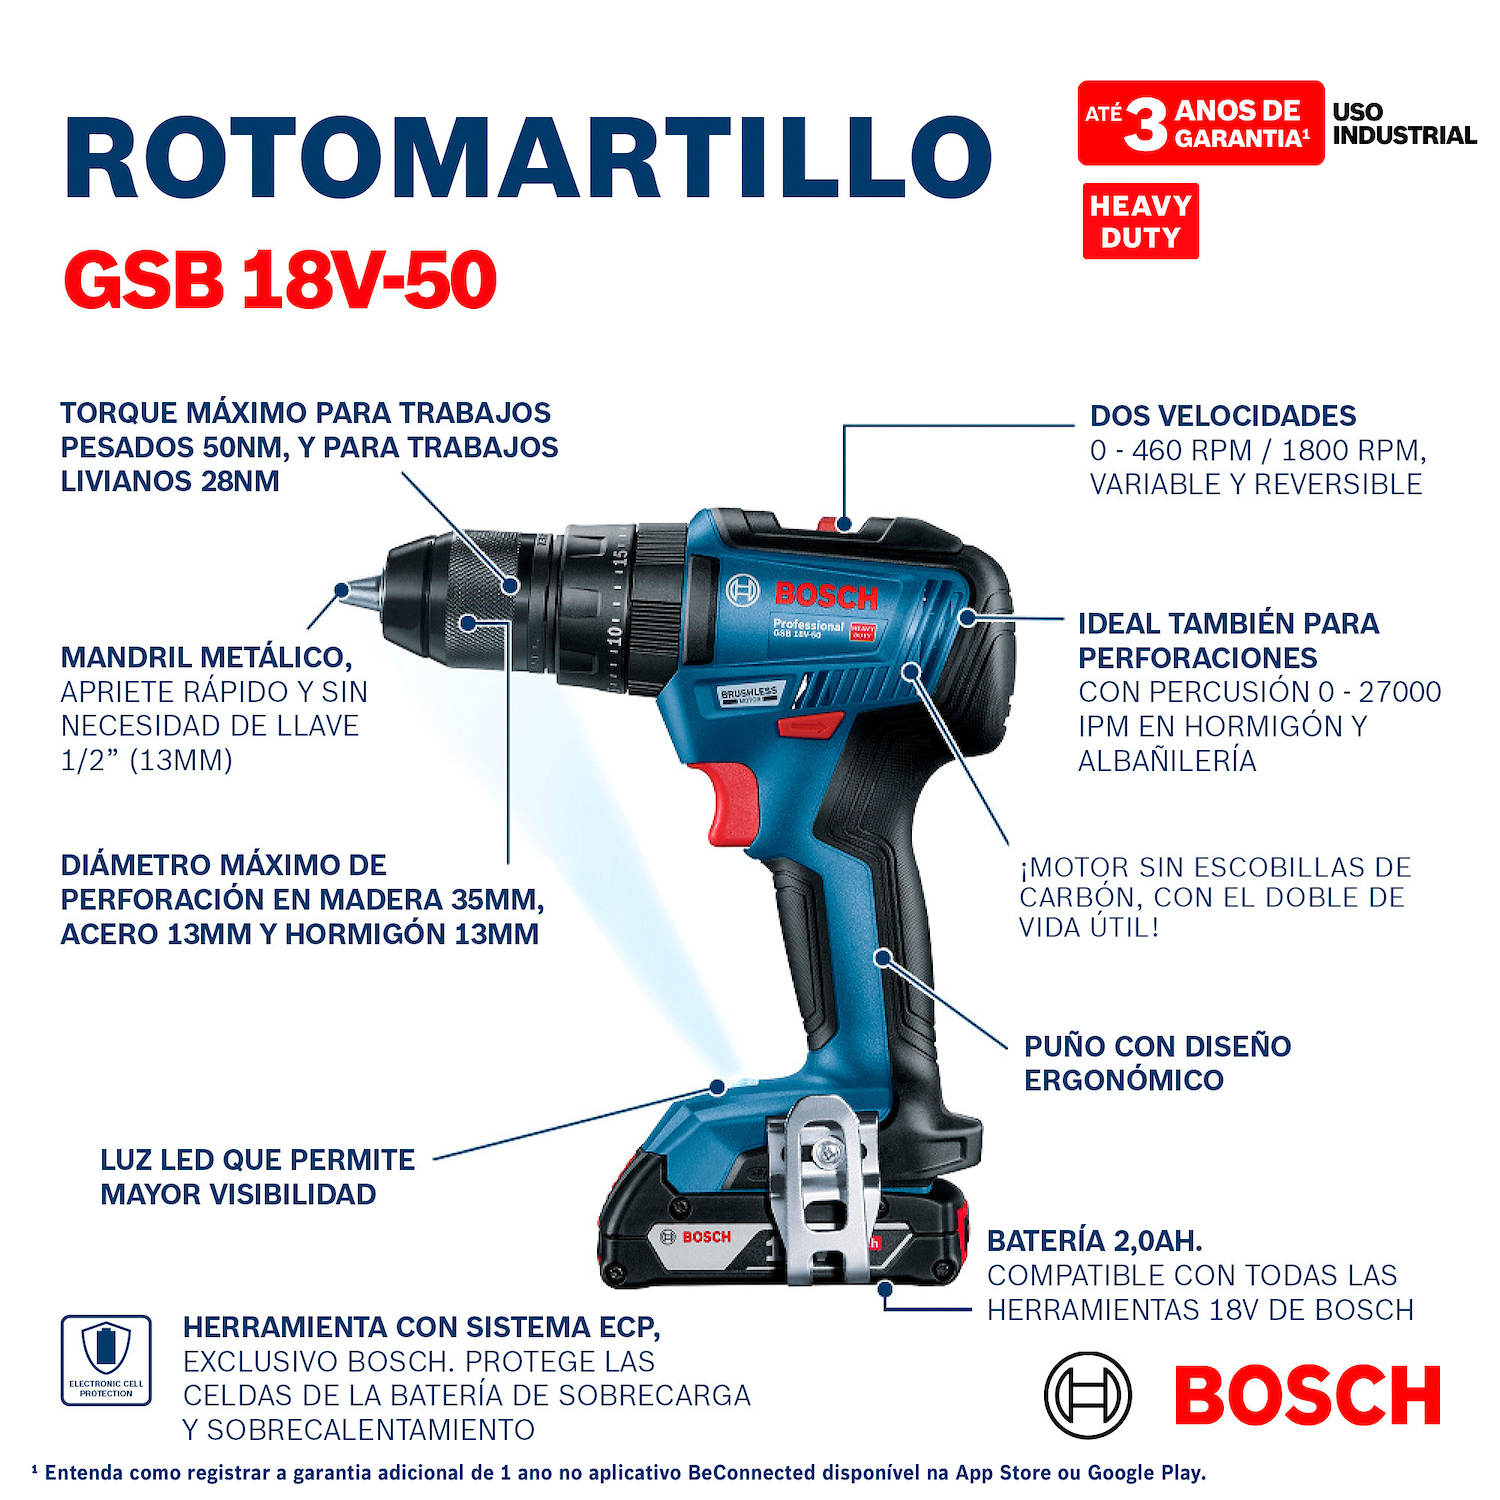 ROTOMARTILLO
GSB 18V-50
ATÉ 3 ANOS DE
GARANTIA¹
USO
INDUSTRIAL
HEAVY
DUTY
TORQUE MÁXIMO PARA TRABAJOS
PESADOS 50NM, Y PARA TRABAJOS
LIVIANOS 28NM
DOS VELOCIDADES
0 - 460 RPM / 1800 RPM,
VARIABLE Y REVERSIBLE
MANDRIL METÁLICO,
APRIETE RÁPIDO Y SIN
NECESIDAD DE LLAVE
1/2” (13MM)
IDEAL TAMBIÉN PARA
PERFORACIONES
CON PERCUSIÓN 0 - 27000
IPM EN HORMIGÓN Y
ALBAÑILERÍA
15
10
BOSCH
Professional
GSB 18V-50
HEAVY
DUTY
BRUSHLESS
MOTOR
DIÁMETRO MÁXIMO DE
PERFORACIÓN EN MADERA 35MM,
ACERO 13MM Y HORMIGÓN 13MM
¡MOTOR SIN ESCOBILLAS DE
CARBÓN, CON EL DOBLE DE
VIDA ÚTIL!
PUÑO CON DISEÑO
ERGONÓMICO
LUZ LED QUE PERMITE
MAYOR VISIBILIDAD
BOSCH
BATERÍA 2,0AH.
COMPATIBLE CON TODAS LAS
HERRAMIENTAS 18V DE BOSCH
ELECTRONIC CELL
PROTECTION
HERRAMIENTA CON SISTEMA ECP,
EXCLUSIVO BOSCH. PROTEGE LAS
CELDAS DE LA BATERÍA DE SOBRECARGA
Y SOBRECALENTAMIENTO
BOSCH
¹ Entenda como registrar a garantia adicional de 1 ano no aplicativo BeConnected disponível na App Store ou Google Play.